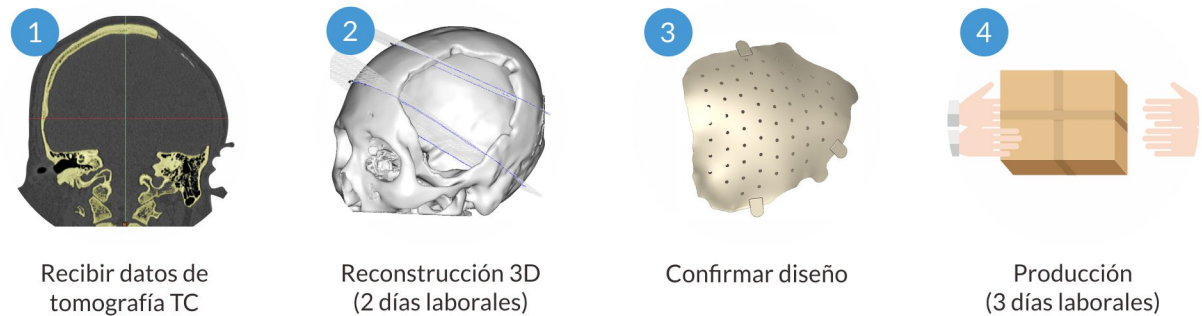 1
2
3
4
Recibir datos de
tomografía TC
Reconstrucción 3D
(2 días laborales)
Confirmar diseño
Producción
(3 días laborales)